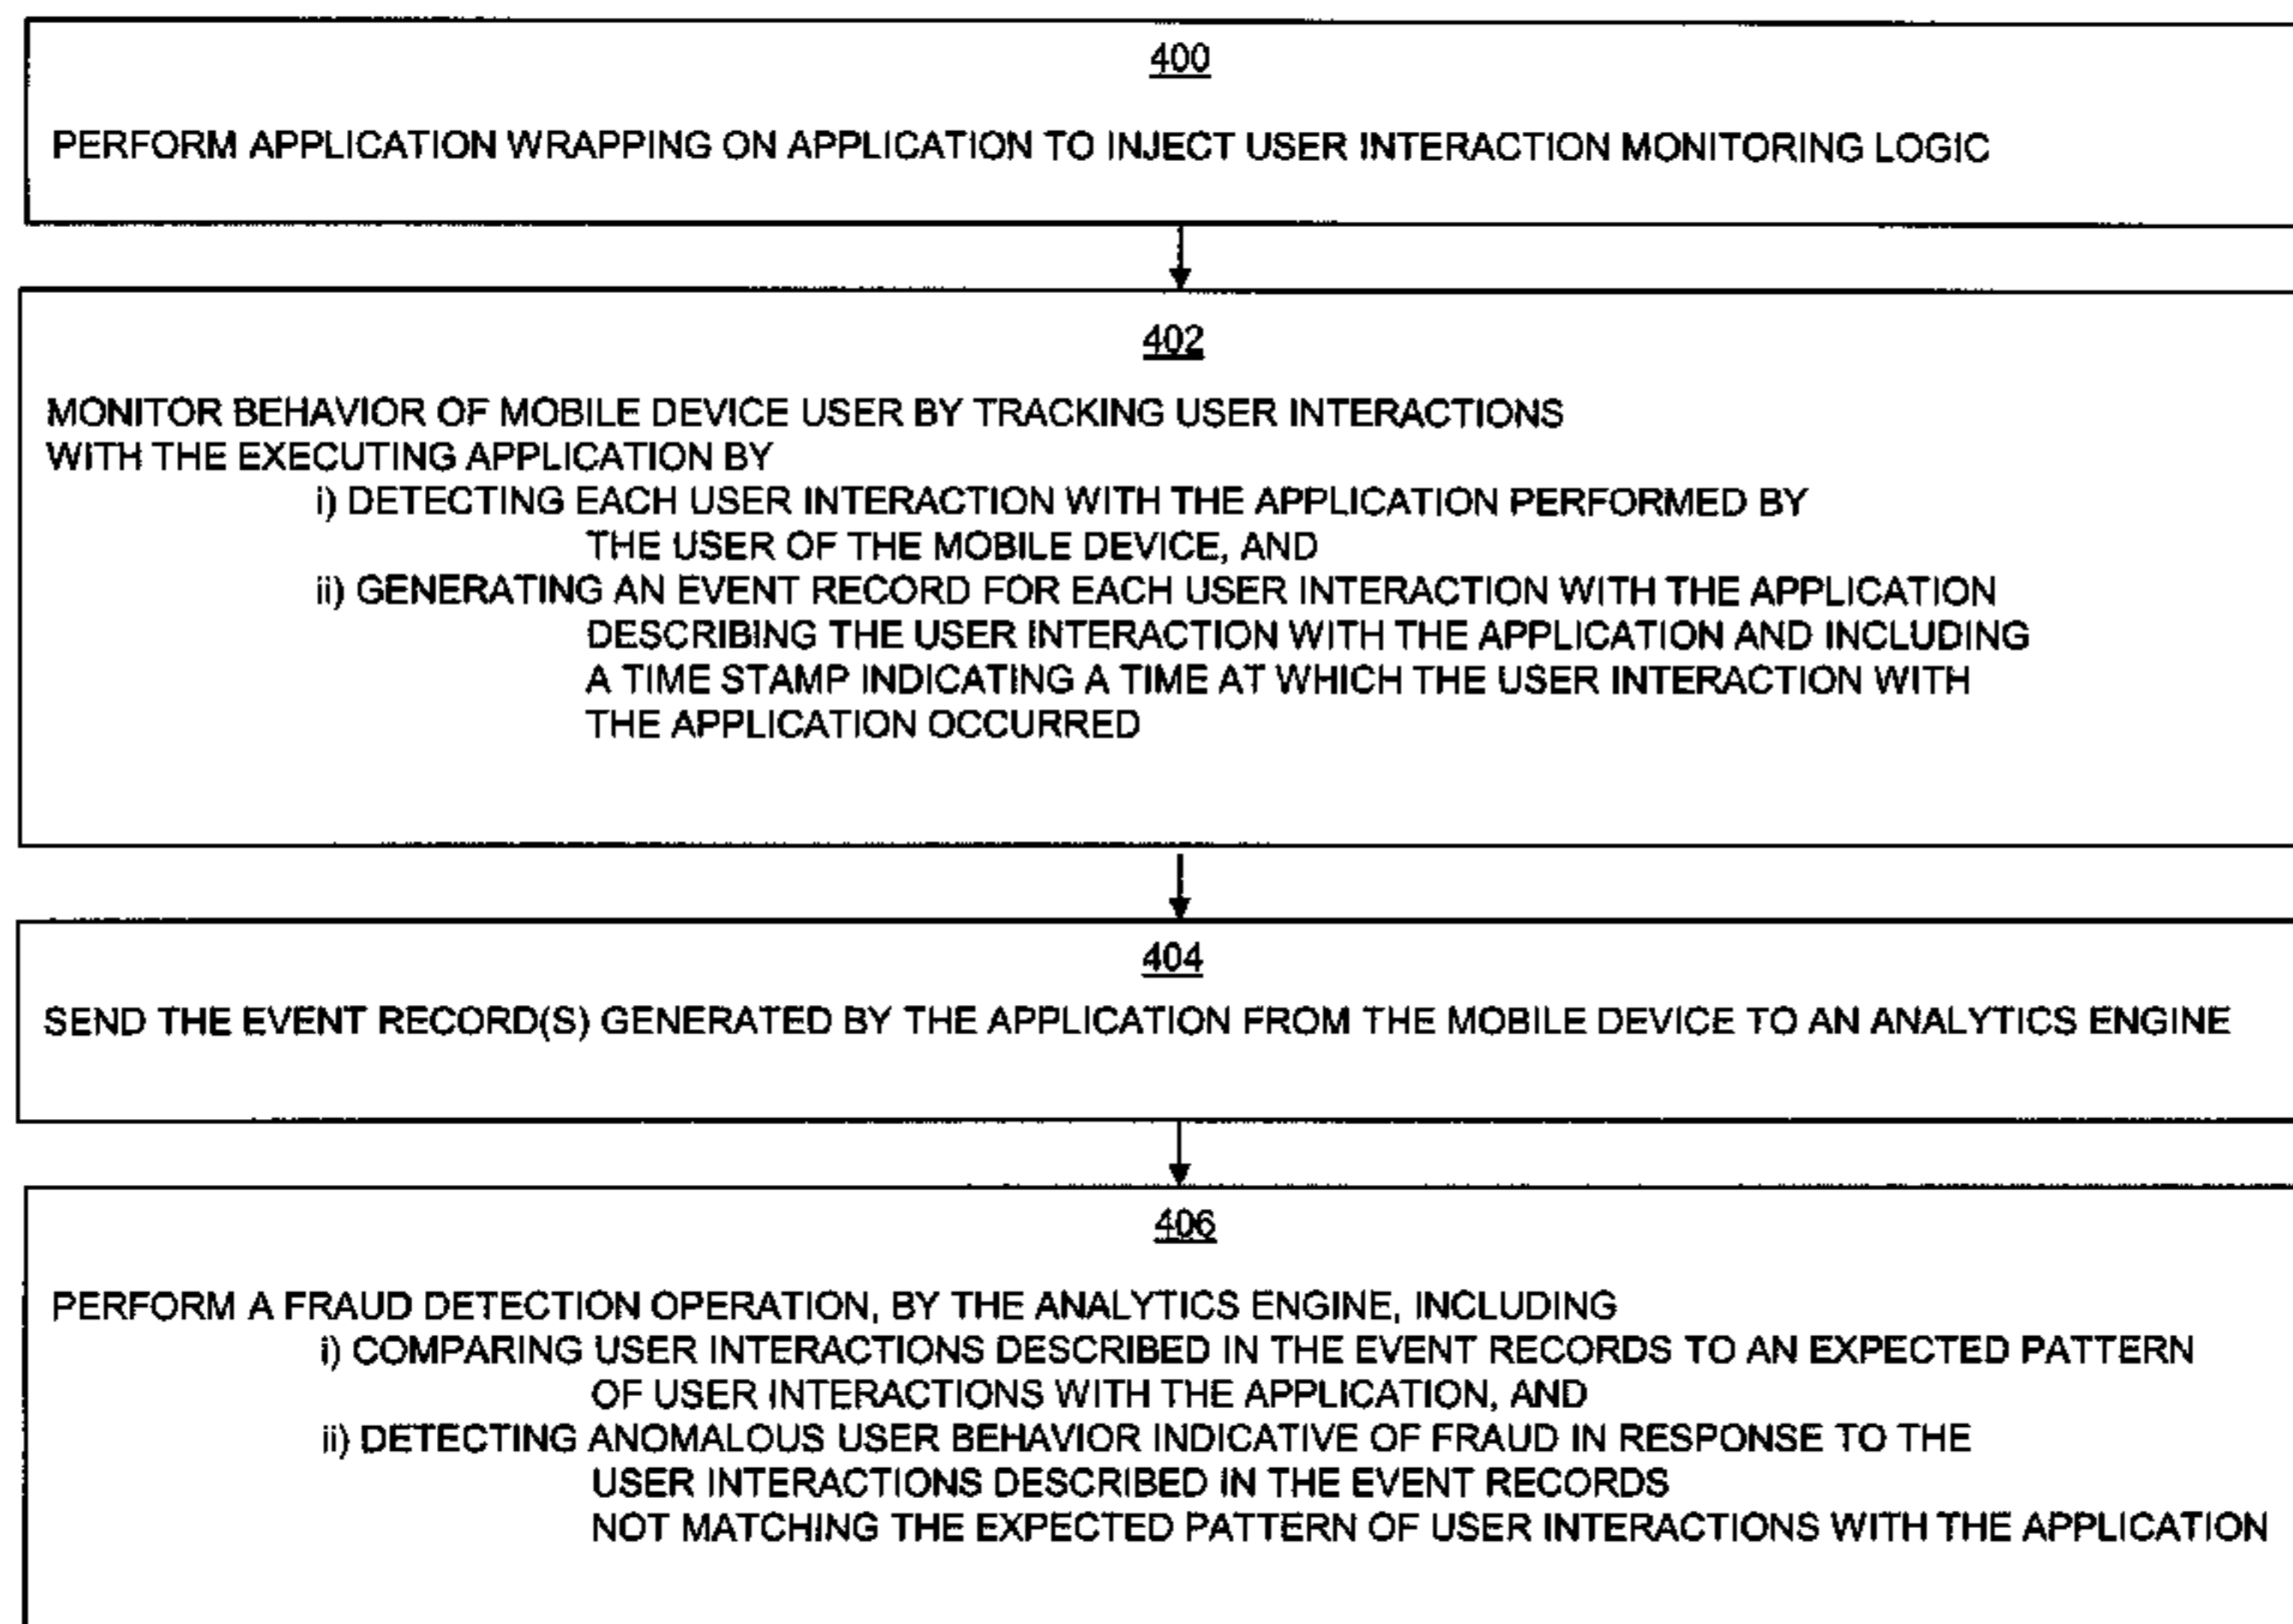 400
PERFORM APPLICATION WRAPPING ON APPLICATION TO INJECT USER INTERACTION MONITORING LOGIC
402
MONITOR BEHAVIOR OF MOBILE DEVICE USER BY TRACKING USER INTERACTIONS
WITH THE EXECUTING APPLICATION BY
i) DETECTING EACH USER INTERACTION WITH THE APPLICATION PERFORMED BY
THE USER OF THE MOBILE DEVICE, AND
ii) GENERATING AN EVENT RECORD FOR EACH USER INTERACTION WITH THE APPLICATION
DESCRIBING THE USER INTERACTION WITH THE APPLICATION AND INCLUDING
A TIME STAMP INDICATING A TIME AT WHICH THE USER INTERACTION WITH
THE APPLICATION OCCURRED
404
SEND THE EVENT RECORD(S) GENERATED BY THE APPLICATION FROM THE MOBILE DEVICE TO AN ANALYTICS ENGINE
406
PERFORM A FRAUD DETECTION OPERATION, BY THE ANALYTICS ENGINE, INCLUDING
i) COMPARING USER INTERACTIONS DESCRIBED IN THE EVENT RECORDS TO AN EXPECTED PATTERN
OF USER INTERACTIONS WITH THE APPLICATION, AND
ii) DETECTING ANOMALOUS USER BEHAVIOR INDICATIVE OF FRAUD IN RESPONSE TO THE
USER INTERACTIONS DESCRIBED IN THE EVENT RECORDS
NOT MATCHING THE EXPECTED PATTERN OF USER INTERACTIONS WITH THE APPLICATION